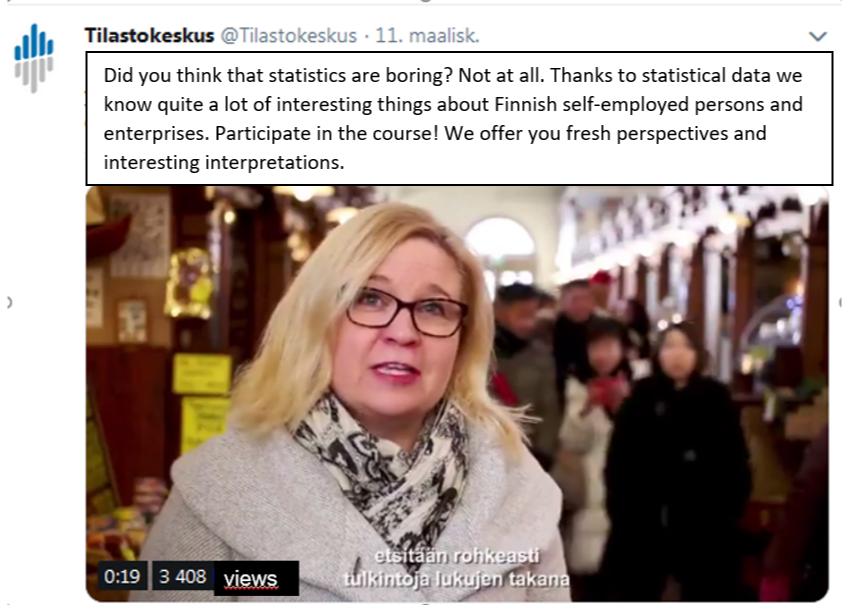 Tilastokeskus @Tilastokeskus · 11. maalisk.
Did you think that statistics are boring? Not at all. Thanks to statistical data we
know quite a lot of interesting things about Finnish self-employed persons and
enterprises. Participate in the course! We offer you fresh perspectives and
interesting interpretations.
etsitään rohkeasti
tulkintoja lukujen takana
0:19 3 408 views